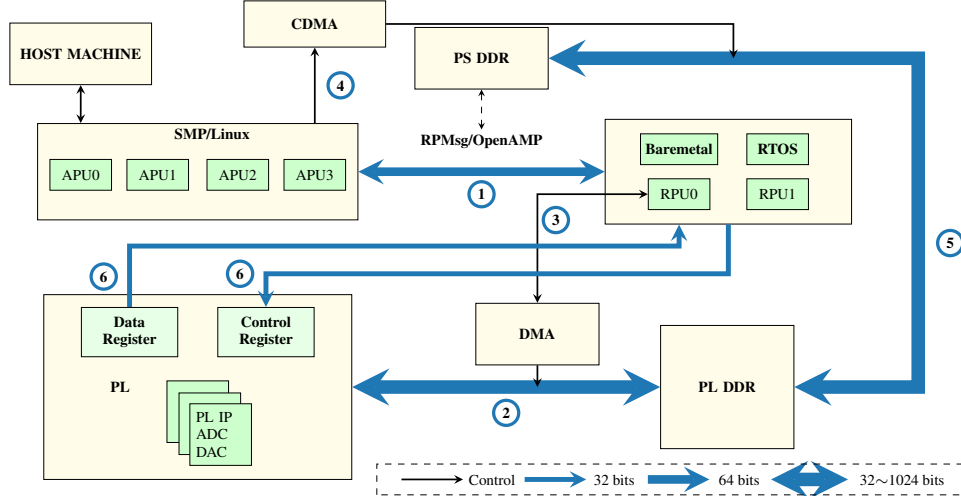 CDMA
HOST MACHINE
PS DDR
4
SMP/Linux
RPMsg/OpenAMP
Baremetal
RTOS
APU0
APU1
APU2
APU3
1
RPU0
RPU1
3
5
6
6
Data
Register
Control
Register
DMA
PL
PL DDR
2
PL IP
ADC
DAC
Control
32 bits
64 bits
32∼1024 bits